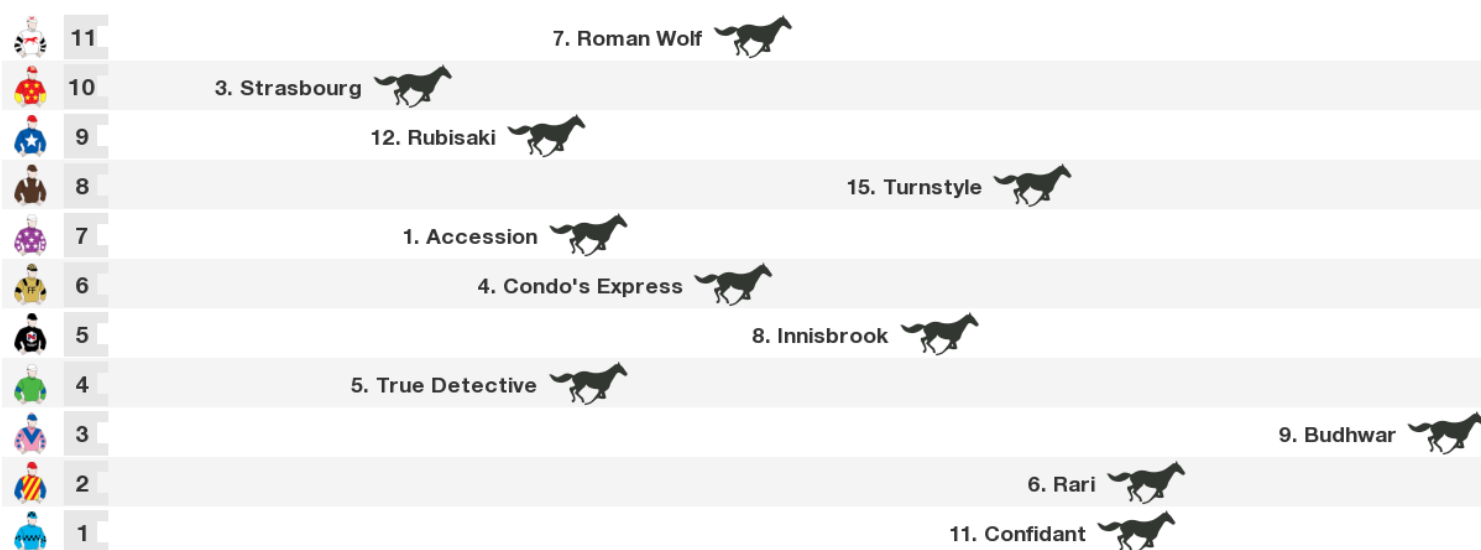 11 7. Roman Wolf
10 3. Strasbourg
9 12. Rubisaki
8 15. Turnstyle
7 1. Accession
FF 6 4. Condo's Express
5 8. Innisbrook
4 5. True Detective
3 9. Budhwar
2 6. Rari
1 11. Confidant